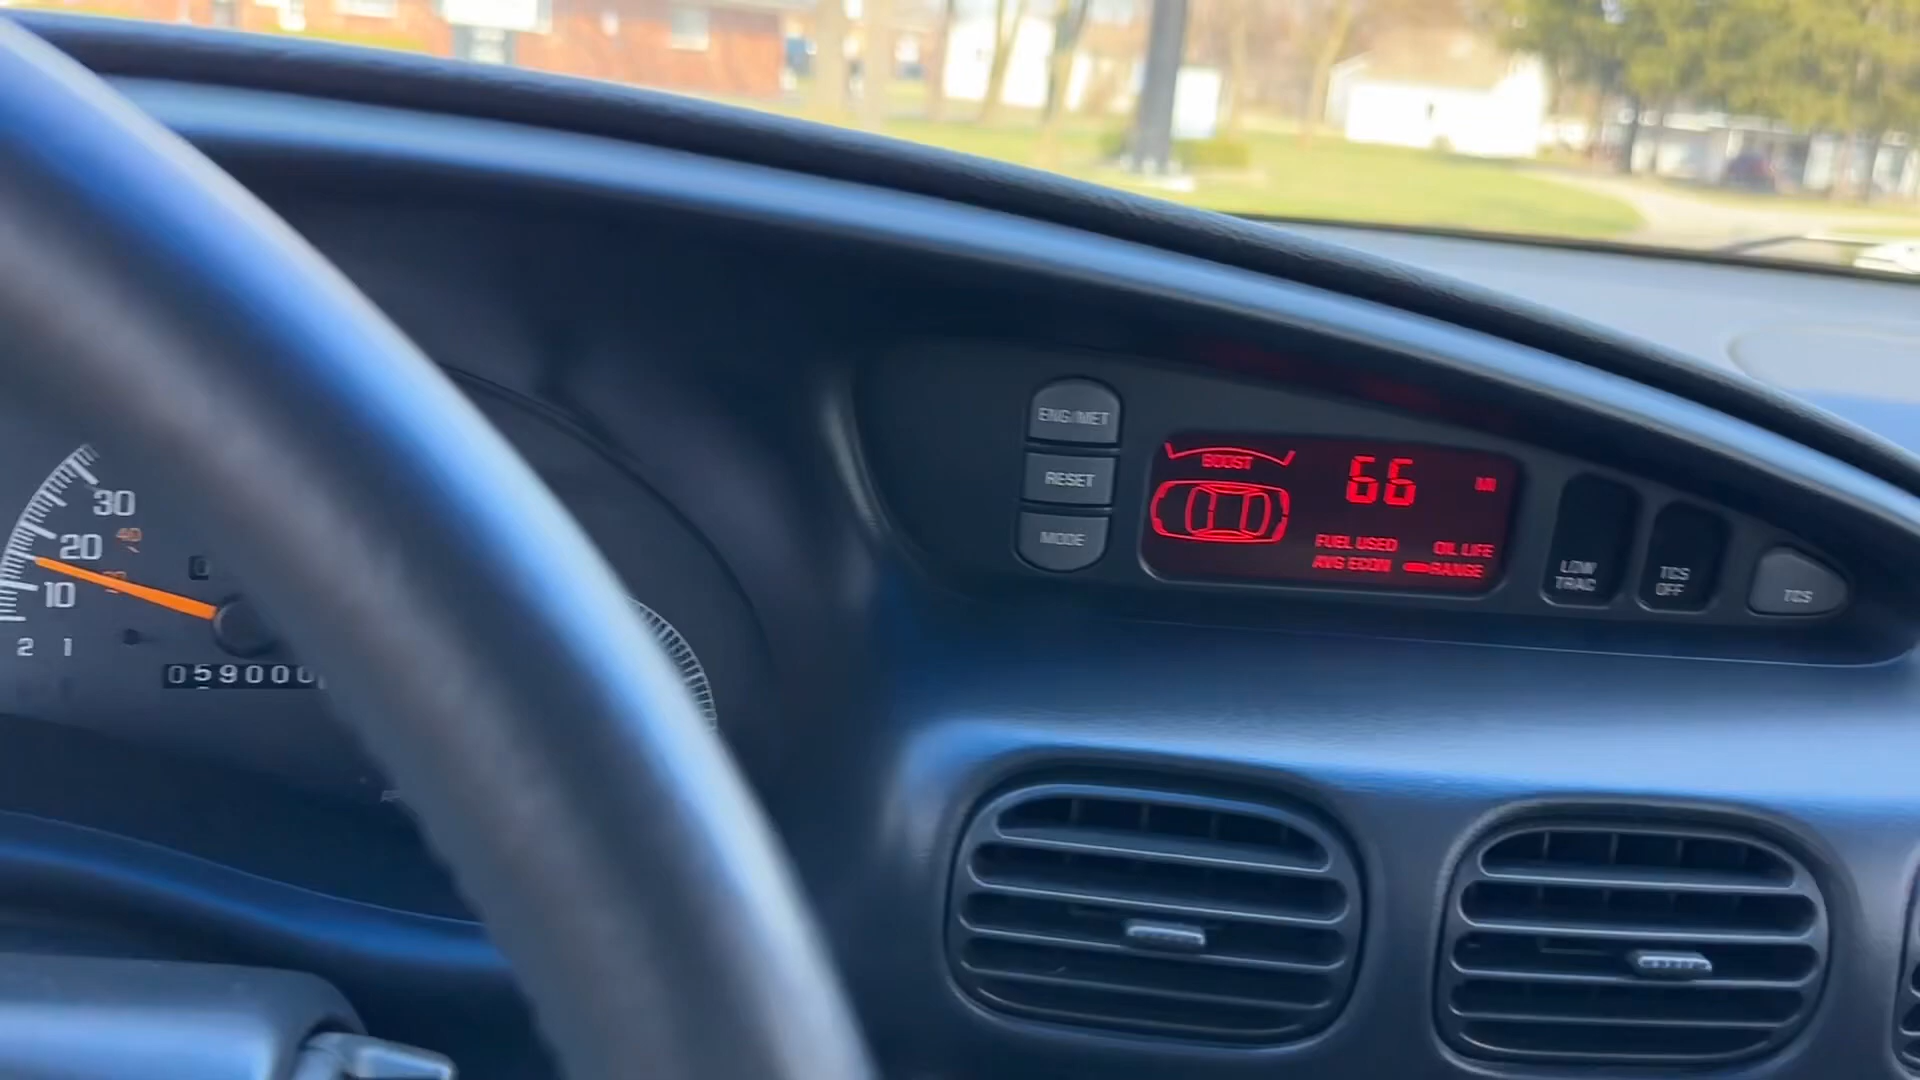 30
20
40
10
2 1
059000
ENG/MET
RESET
MODE
BOOST
66 MI
FUEL USED OIL LIFE
AVG ECON RANGE
LOW
TRAC
TCS
OFF
TCS